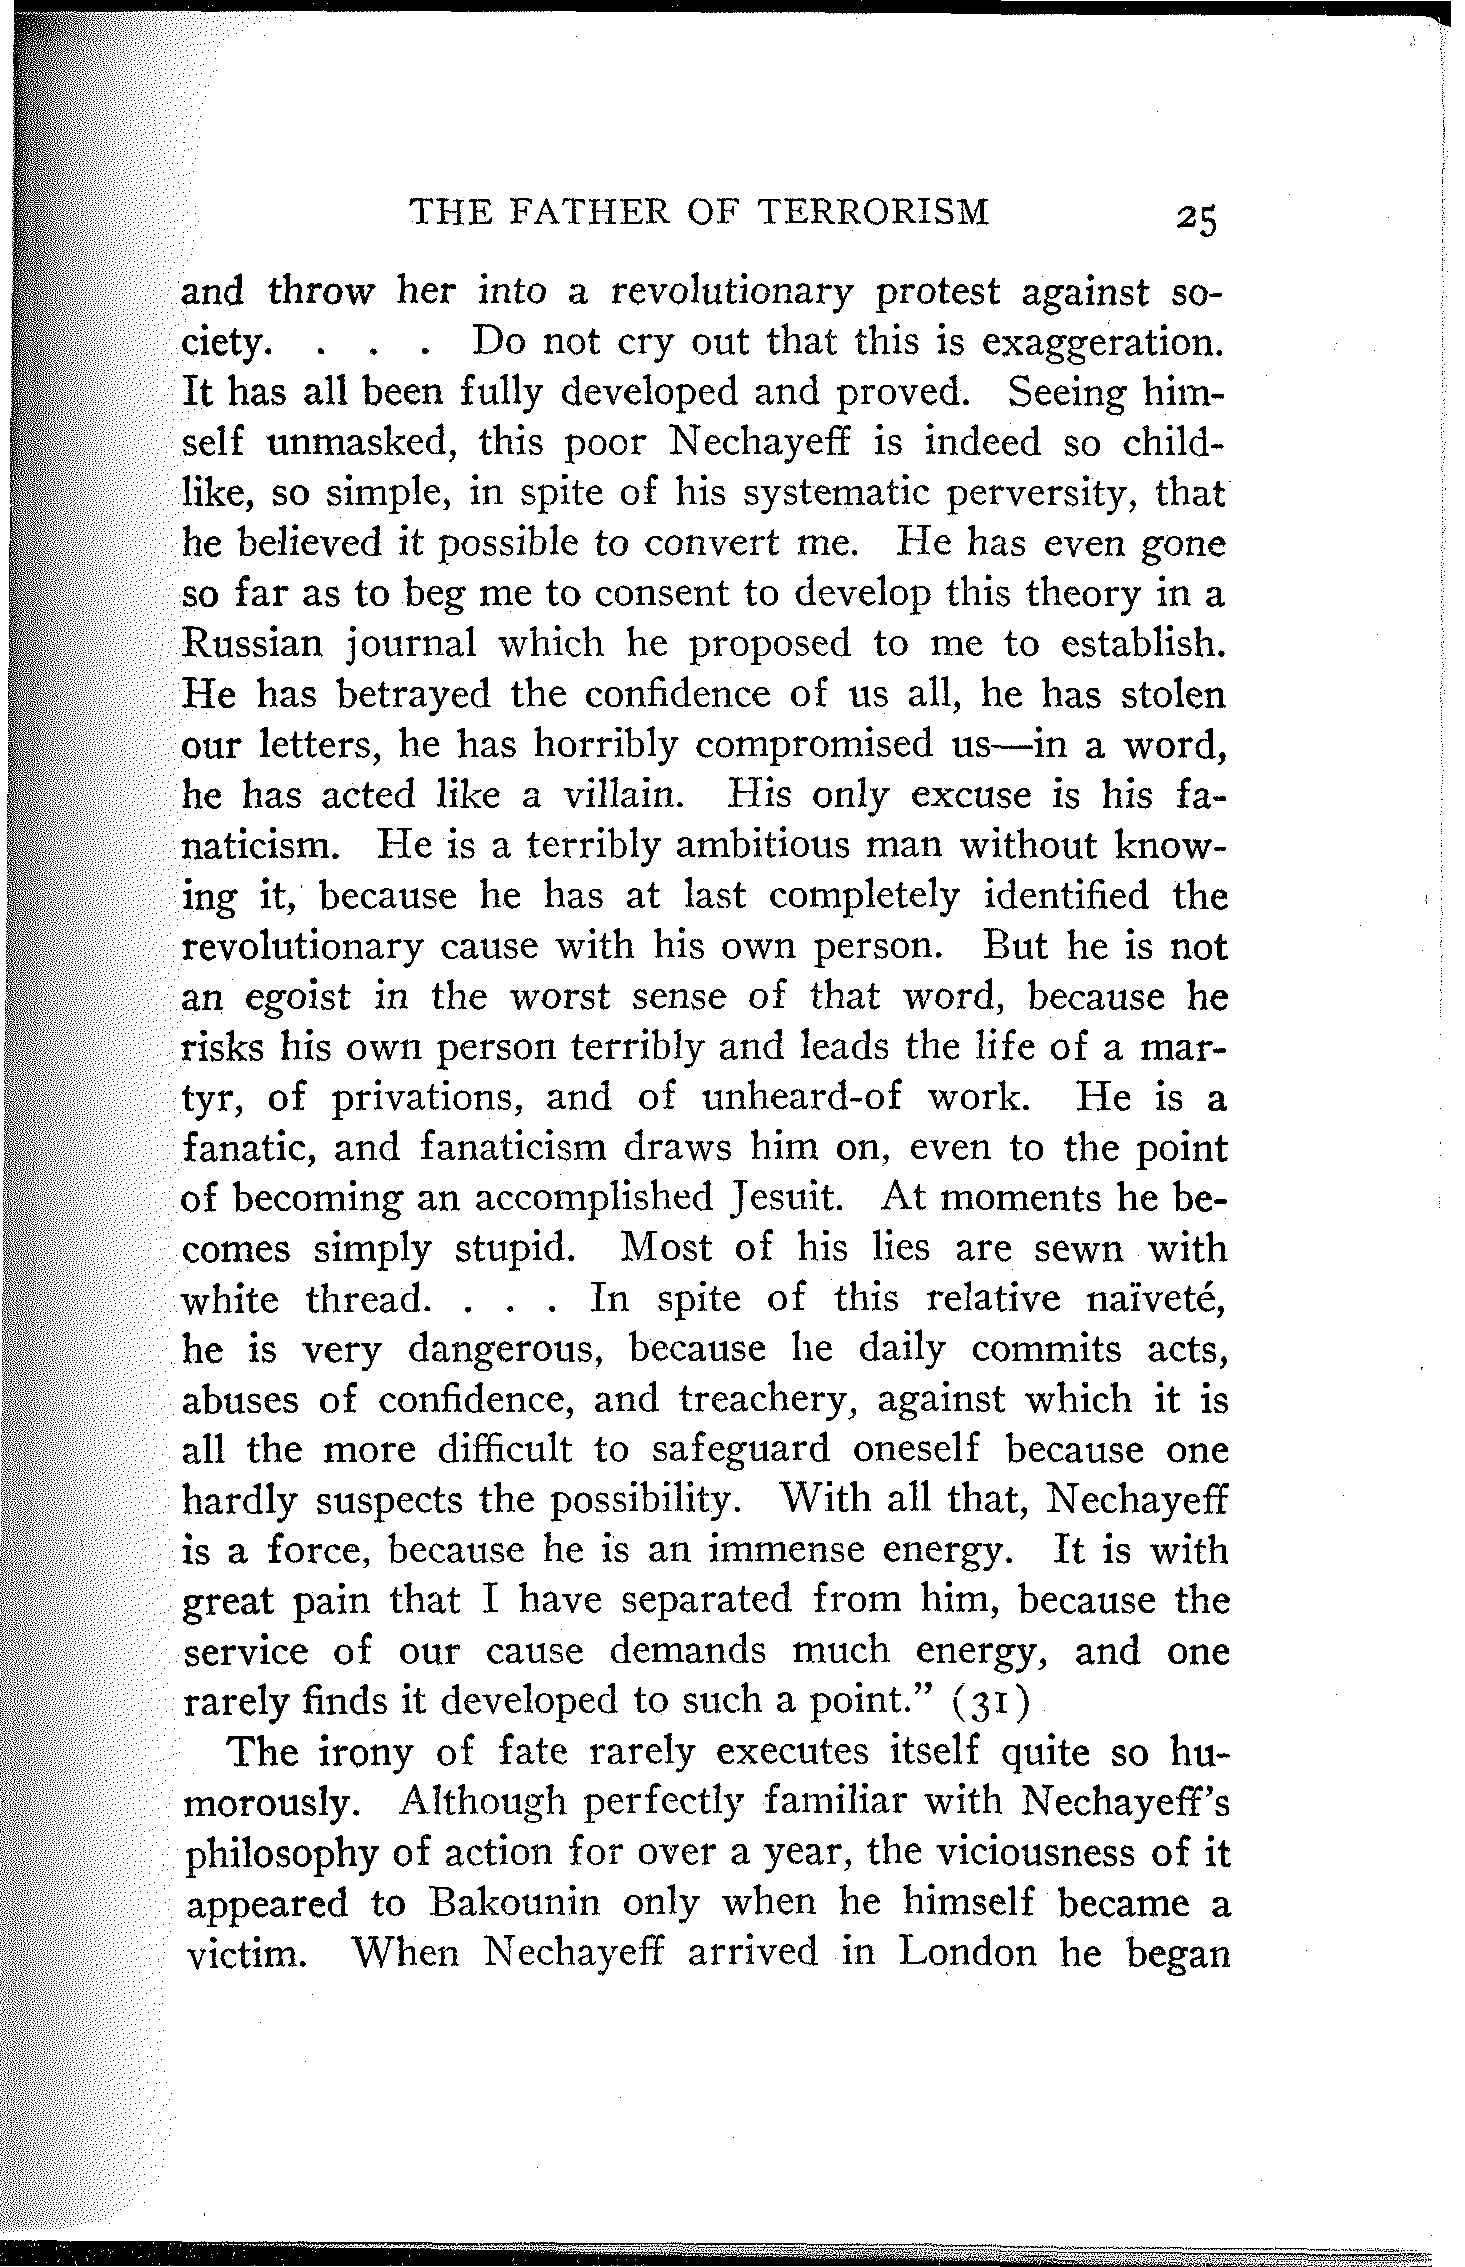 THE FATHER OF TERRORISM 25
and throw her into a revolutionary protest against so-
ciety. . . . Do not cry out that this is exaggeration.
It has all been fully developed and proved. Seeing him-
self unmasked, this poor Nechayeff is indeed so child-
like, so simple, in spite of his systematic perversity, that
he believed it possible to convert me. He has even gone
so far as to beg me to consent to develop this theory in a
Russian journal which he proposed to me to establish.
He has betrayed the confidence of us all, he has stolen
our letters, he has horribly compromised us—in a word,
he has acted like a villain. His only excuse is his fa-
naticism. He is a terribly ambitious man without know-
ing it, because he has at last completely identified the
revolutionary cause with his own person. But he is not
an egoist in the worst sense of that word, because he
risks his own person terribly and leads the life of a mar-
tyr, of privations, and of unheard-of work. He is a
fanatic, and fanaticism draws him on, even to the point
of becoming an accomplished Jesuit. At moments he be-
comes simply stupid. Most of his lies are sewn with
white thread. . . . In spite of this relative naïveté,
he is very dangerous, because he daily commits acts,
abuses of confidence, and treachery, against which it is
all the more difficult to safeguard oneself because one
hardly suspects the possibility. With all that, Nechayeff
is a force, because he is an immense energy. It is with
great pain that I have separated from him, because the
service of our cause demands much energy, and one
rarely finds it developed to such a point.” (31)
The irony of fate rarely executes itself quite so hu-
morously. Although perfectly familiar with Nechayeff’s
philosophy of action for over a year, the viciousness of it
appeared to Bakounin only when he himself became a
victim. When Nechayeff arrived in London he began